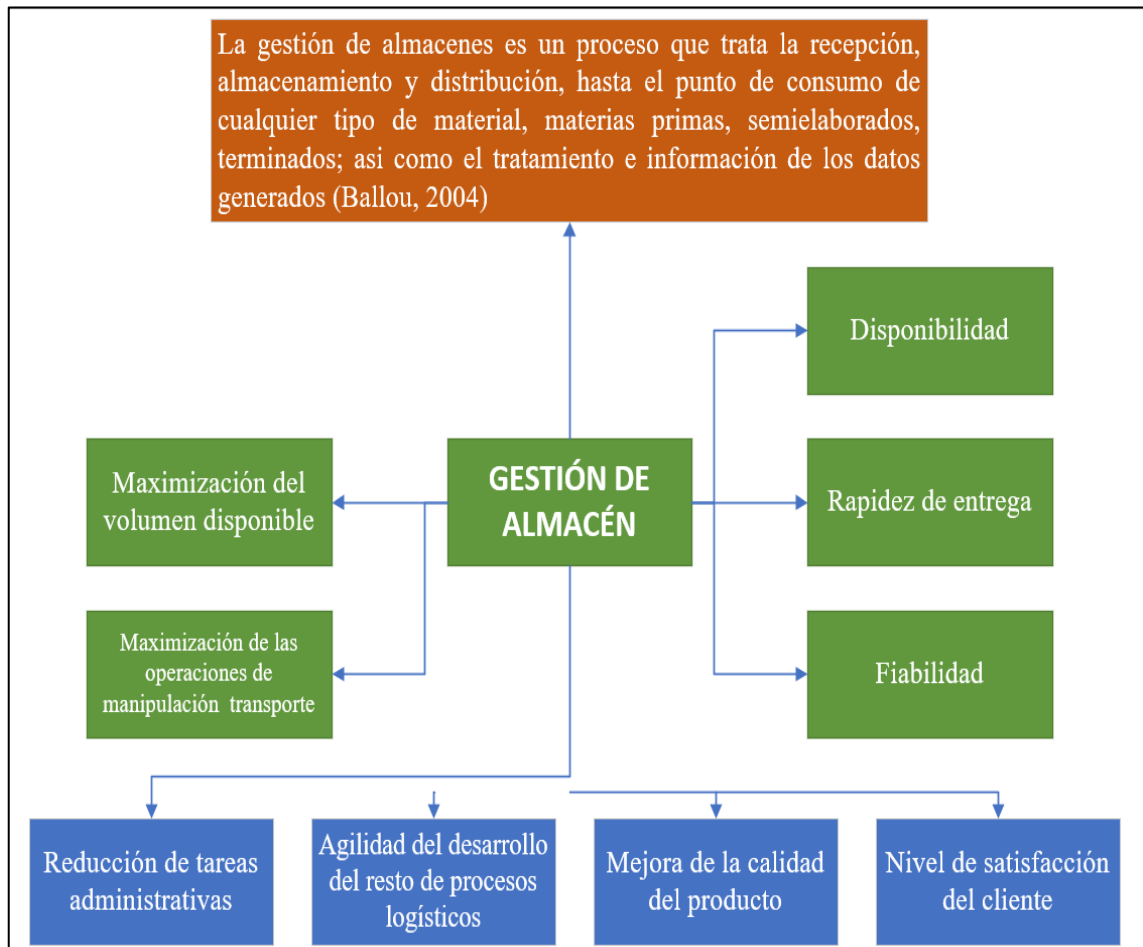 La gestión de almacenes es un proceso que trata la recepción,
almacenamiento y distribución, hasta el punto de consumo de
cualquier tipo de material, materias primas, semielaborados,
terminados; asi como el tratamiento e información de los datos
generados (Ballou, 2004)
Disponibilidad
Maximización del
volumen disponible
GESTIÓN DE
ALMACÉN
Rapidez de entrega
Maximización de las
operaciones de
manipulación transporte
Fiabilidad
Reducción de tareas
administrativas
Agilidad del desarrollo
del resto de procesos
logísticos
Mejora de la calidad
del producto
Nivel de satisfacción
del cliente